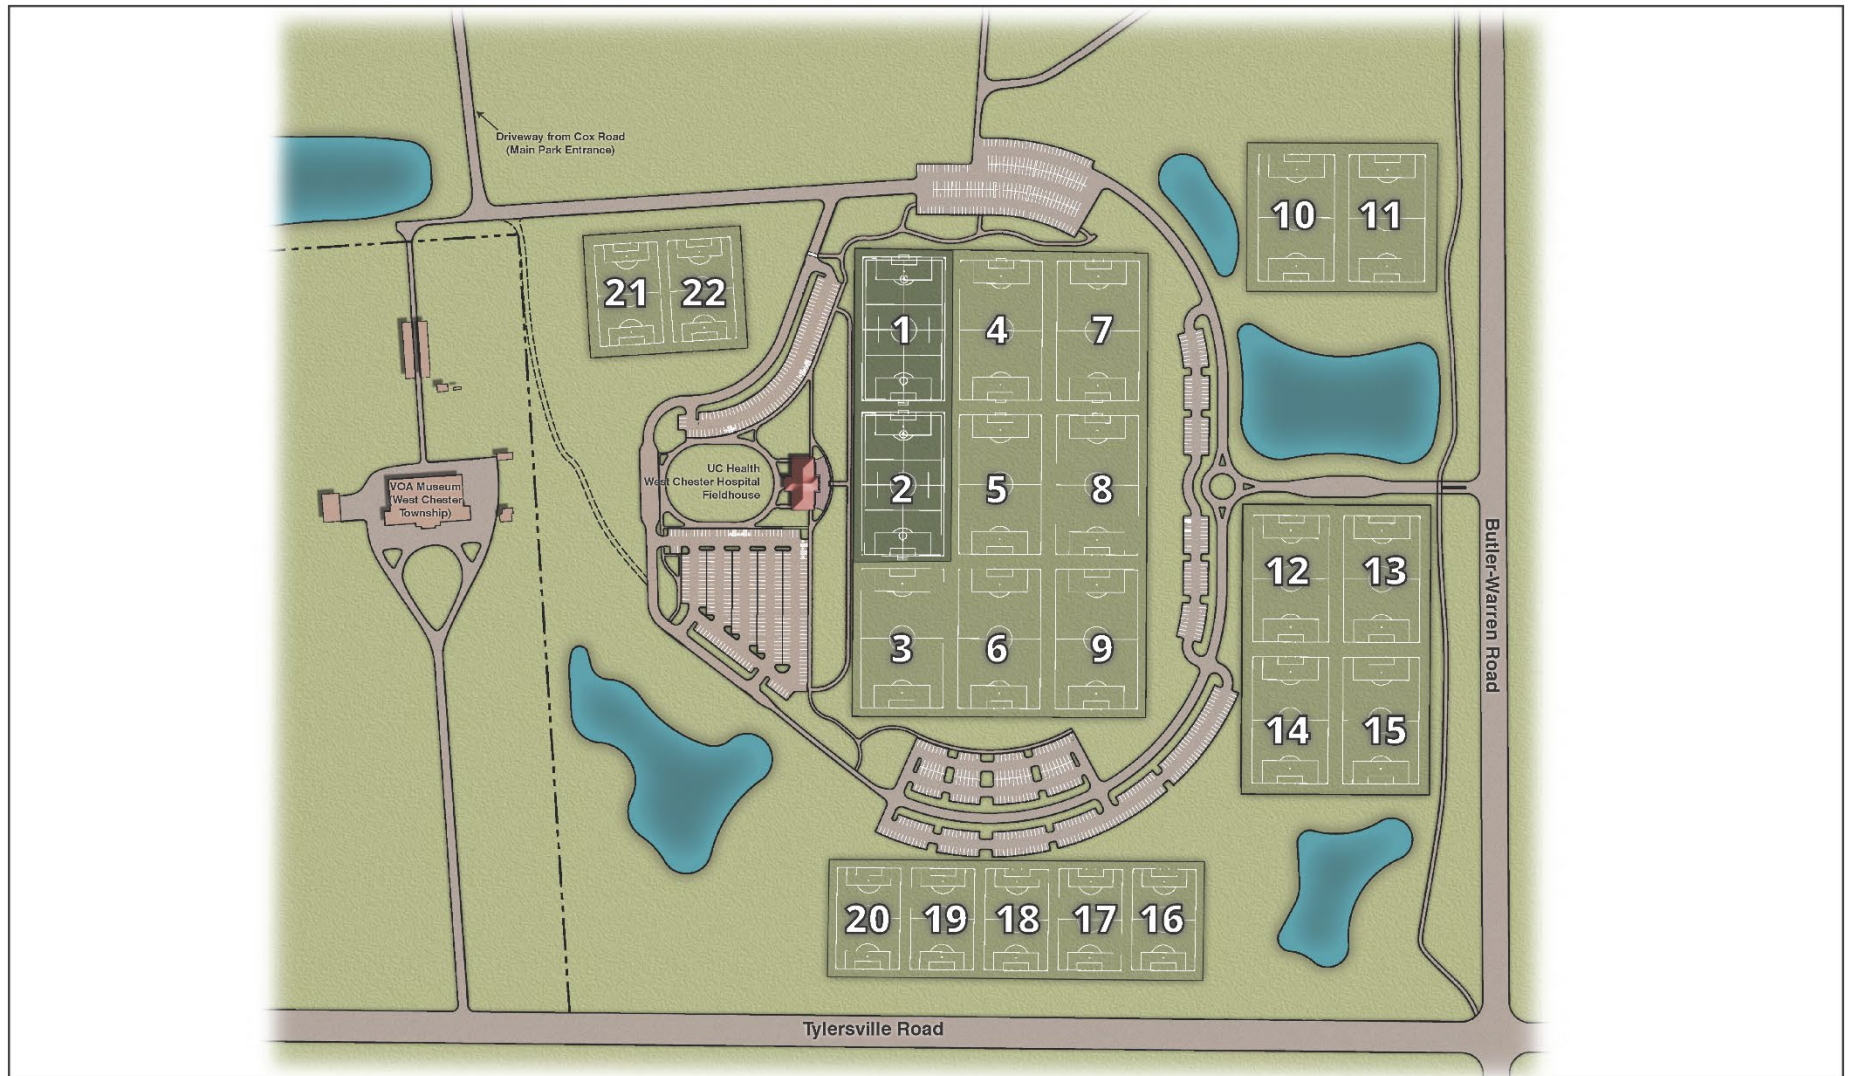 Driveway from Cox Road
(Main Park Entrance)
10
11
21
22
1
4
7
UC Health
West Chester Hospital
Fieldhouse
VOA Museum
(West Chester
Township)
2
5
8
12
13
Butler-Warren Road
3
6
9
14
15
20
19
18
17
16
Tylersville Road